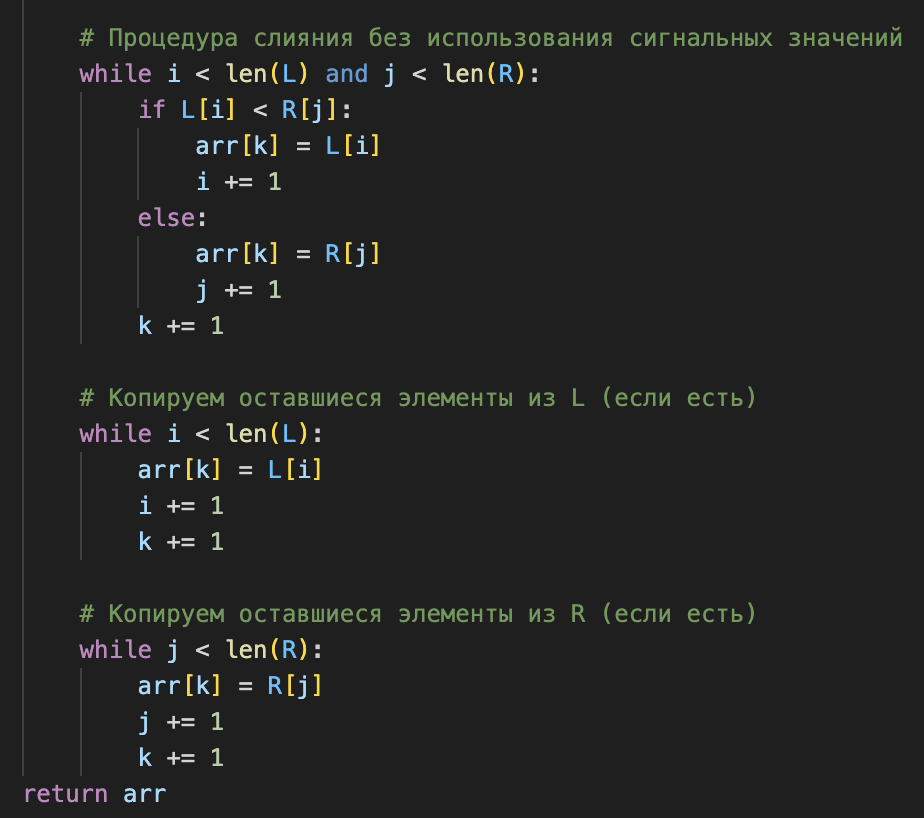 # Процедура слияния без использования сигнальных значений
while i < len(L) and j < len(R):
if L[i] < R[j]:
arr[k] = L[i]
i += 1
else:
arr[k] = R[j]
j += 1
k += 1
# Копируем оставшиеся элементы из L (если есть)
while i < len(L):
arr[k] = L[i]
i += 1
k += 1
# Копируем оставшиеся элементы из R (если есть)
while j < len(R):
arr[k] = R[j]
j += 1
k += 1
return arr